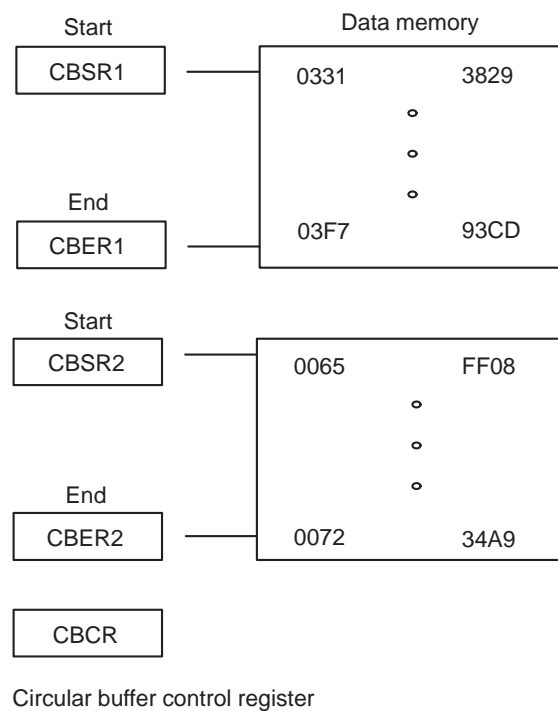 Start
Data memory
CBSR1
0331 3829
End
CBER1
03F7 93CD
Start
CBSR2
0065 FF08
End
CBER2
0072 34A9
CBCR
Circular buffer control register